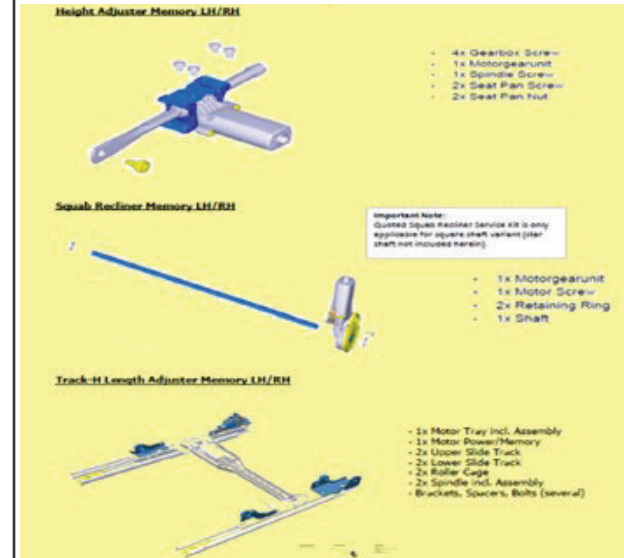 Height Adjuster Memory LH/RH
- 4x Gearbox Screw
- 1x Motorgearunit
- 1x Spindle Screw
- 2x Seat Pan Screw
- 2x Seat Pan Nut
Squab Recliner Memory LH/RH
Important Note:
Quoted Squab Recliner Service Kit is only
applicable for square shaft variant (star
shaft not included herein).
- 1x Motorgearunit
- 1x Motor Screw
- 2x Retaining Ring
- 1x Shaft
Track-H Length Adjuster Memory LH/RH
- 1x Motor Tray incl. Assembly
- 1x Motor Power/Memory
- 2x Upper Slide Track
- 2x Lower Slide Track
- 2x Roller Cage
- 2x Spindle incl. Assembly
- Brackets, Spacers, Bolts (several)